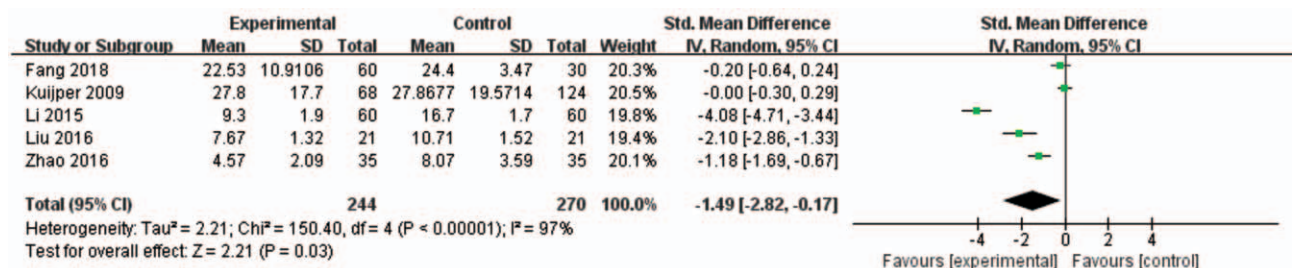 Experimental Control Std. Mean Difference Std. Mean Difference
Study or Subgroup Mean SD Total Mean SD Total Weight IV, Random, 95% CI IV, Random, 95% CI
Fang 2018 22.53 10.9106 60 24.4 3.47 30 20.3% -0.20 [-0.64, 0.24]
Kuijper 2009 27.8 17.7 68 27.8677 19.5714 124 20.5% -0.00 [-0.30, 0.29]
Li 2015 9.3 1.9 60 16.7 1.7 60 19.8% -4.08 [-4.71, -3.44]
Liu 2016 7.67 1.32 21 10.71 1.52 21 19.4% -2.10 [-2.86, -1.33]
Zhao 2016 4.57 2.09 35 8.07 3.59 35 20.1% -1.18 [-1.69, -0.67]
Total (95% CI) 244 270 100.0% -1.49 [-2.82, -0.17]
Heterogeneity: Tau² = 2.21; Chi² = 150.40, df = 4 (P < 0.00001); I² = 97%
Test for overall effect: Z = 2.21 (P = 0.03)
-4 -2 0 2 4
Favours [experimental] Favours [control]